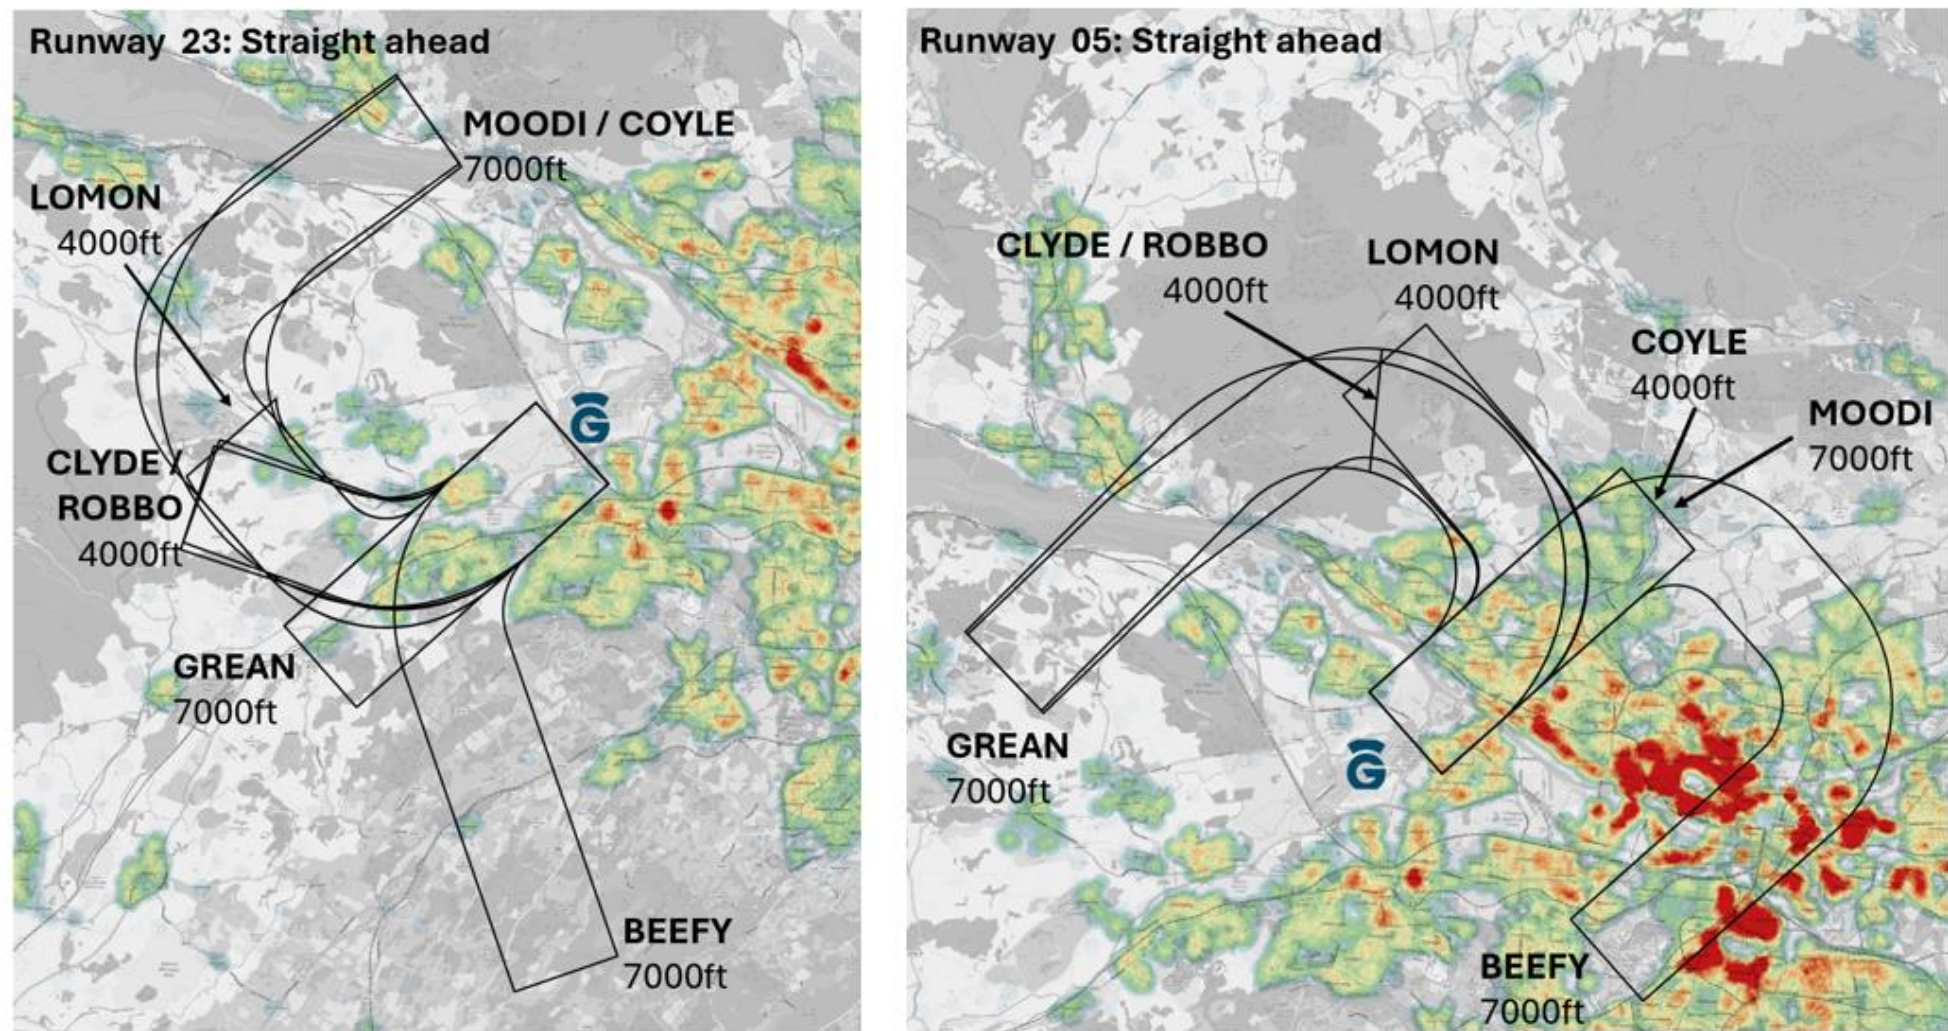 Runway 23: Straight ahead
MOODI / COYLE
7000ft
LOMON
4000ft
G
CLYDE /
ROBBO
4000ft
GREAN
7000ft
BEEFY
7000ft
Runway 05: Straight ahead
CLYDE / ROBBO
4000ft
LOMON
4000ft
COYLE
4000ft
MOODI
7000ft
GREAN
7000ft
G
BEEFY
7000ft